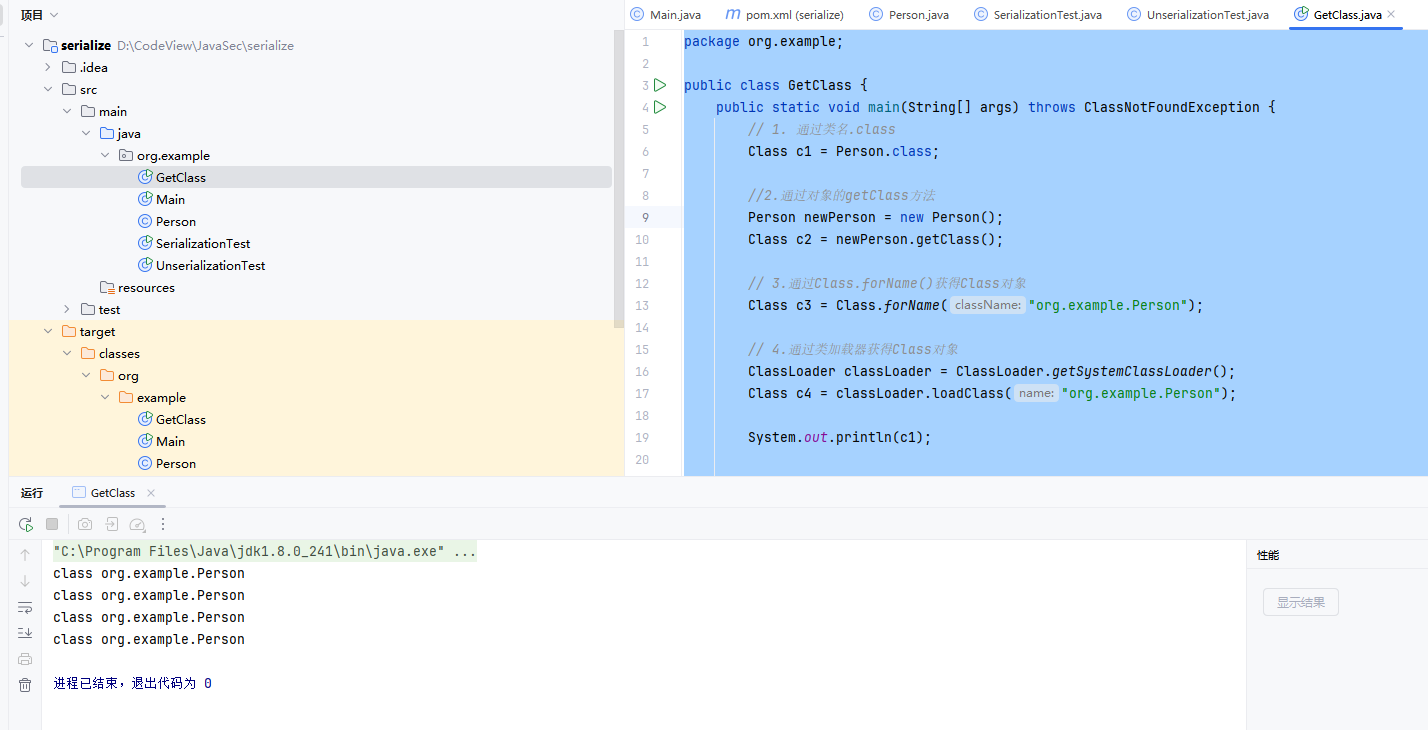 项目
serialize D:\CodeView\JavaSec\serialize
.idea
src
main
java
org.example
GetClass
Main
Person
SerializationTest
UnserializationTest
resources
test
target
classes
org
example
GetClass
Main
Person
Main.java
pom.xml (serialize)
Person.java
SerializationTest.java
UnserializationTest.java
GetClass.java
1 package org.example;
2
3 public class GetClass {
4 public static void main(String[] args) throws ClassNotFoundException {
5 // 1. 通过类名.class
6 Class c1 = Person.class;
7
8 //2.通过对象的getClass方法
9 Person newPerson = new Person();
10 Class c2 = newPerson.getClass();
11
12 // 3.通过Class.forName()获得Class对象
13 Class c3 = Class.forName( className: "org.example.Person");
14
15 // 4.通过类加载器获得Class对象
16 ClassLoader classLoader = ClassLoader.getSystemClassLoader();
17 Class c4 = classLoader.loadClass( name: "org.example.Person");
18
19 System.out.println(c1);
20
运行 GetClass
"C:\Program Files\Java\jdk1.8.0_241\bin\java.exe" ...
class org.example.Person
class org.example.Person
class org.example.Person
class org.example.Person
进程已结束，退出代码为 0
性能
显示结果